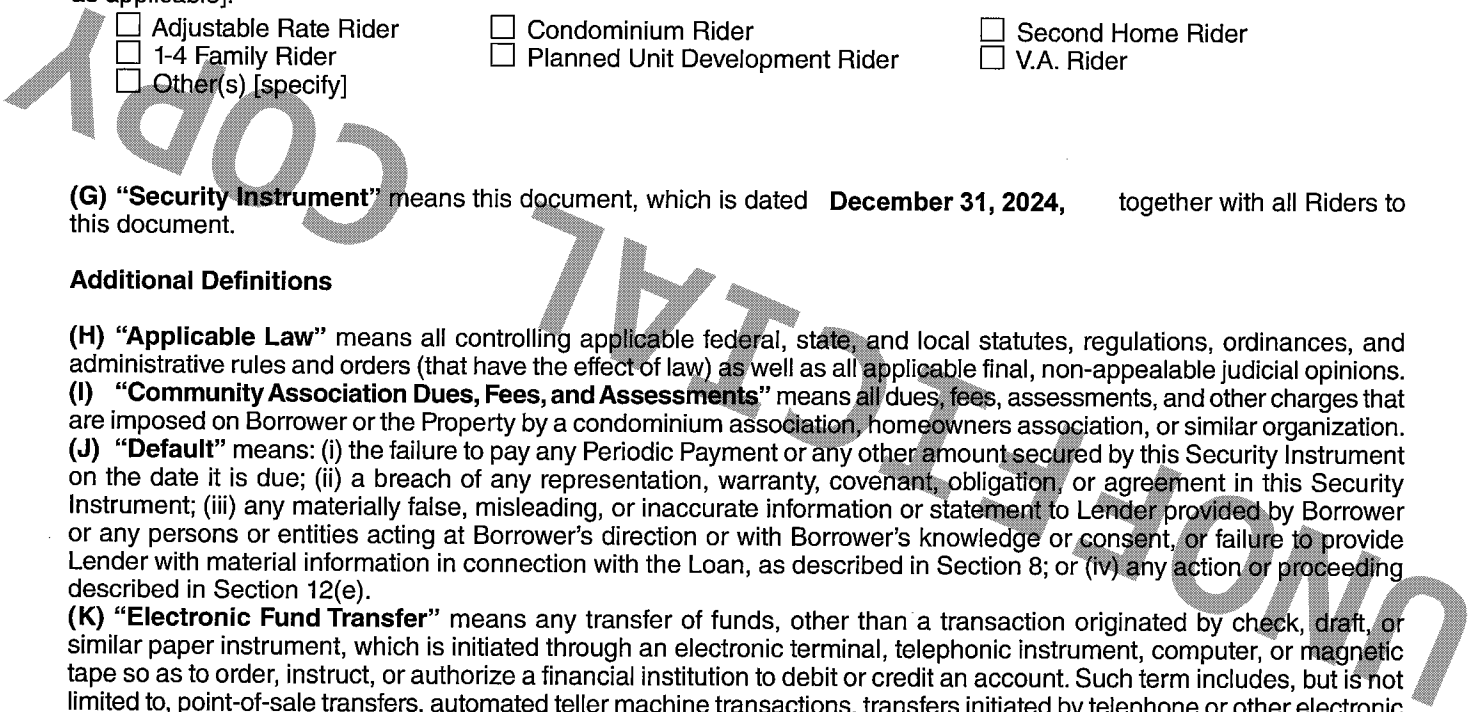 as applicable]:
☐ Adjustable Rate Rider ☐ Condominium Rider ☐ Second Home Rider
☐ 1-4 Family Rider ☐ Planned Unit Development Rider ☐ V.A. Rider
☐ Other(s) [specify]
(G) “Security Instrument” means this document, which is dated December 31, 2024, together with all Riders to
this document.
Additional Definitions
(H) “Applicable Law” means all controlling applicable federal, state, and local statutes, regulations, ordinances, and
administrative rules and orders (that have the effect of law) as well as all applicable final, non-appealable judicial opinions.
(I) “Community Association Dues, Fees, and Assessments” means all dues, fees, assessments, and other charges that
are imposed on Borrower or the Property by a condominium association, homeowners association, or similar organization.
(J) “Default” means: (i) the failure to pay any Periodic Payment or any other amount secured by this Security Instrument
on the date it is due; (ii) a breach of any representation, warranty, covenant, obligation, or agreement in this Security
Instrument; (iii) any materially false, misleading, or inaccurate information or statement to Lender provided by Borrower
or any persons or entities acting at Borrower’s direction or with Borrower’s knowledge or consent, or failure to provide
Lender with material information in connection with the Loan, as described in Section 8; or (iv) any action or proceeding
described in Section 12(e).
(K) “Electronic Fund Transfer” means any transfer of funds, other than a transaction originated by check, draft, or
similar paper instrument, which is initiated through an electronic terminal, telephonic instrument, computer, or magnetic
tape so as to order, instruct, or authorize a financial institution to debit or credit an account. Such term includes, but is not
limited to, point-of-sale transfers, automated teller machine transactions, transfers initiated by telephone or other electronic
UNOFFICIAL COPY